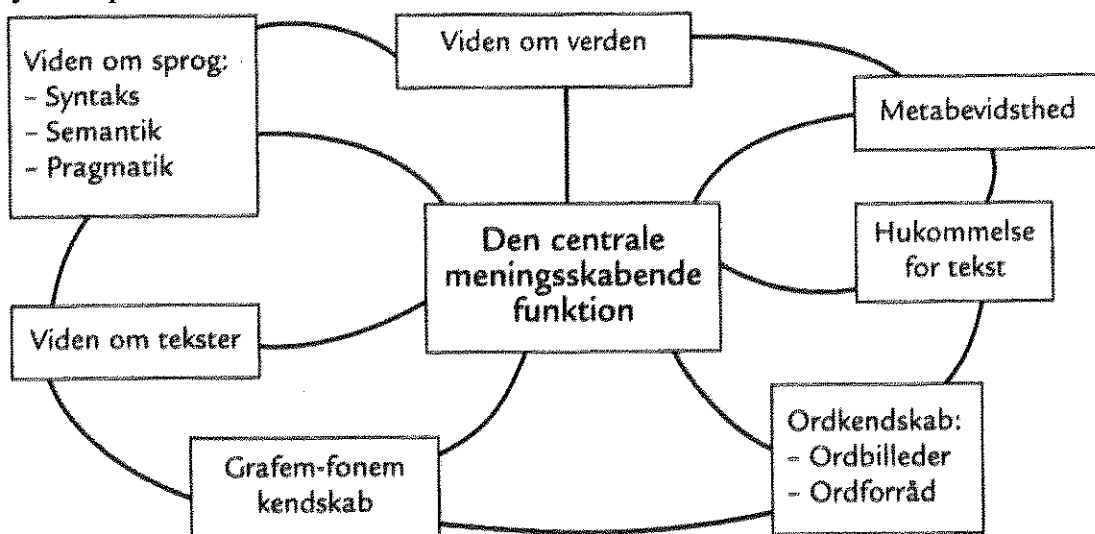 Viden om sprog:
– Syntaks
– Semantik
– Pragmatik
Viden om verden
Metabevidsthed
Hukommelse
for tekst
Den centrale
meningsskabende
funktion
Viden om tekster
Ordkendskab:
– Ordbilleder
– Ordforråd
Grafem-fonem
kendskab